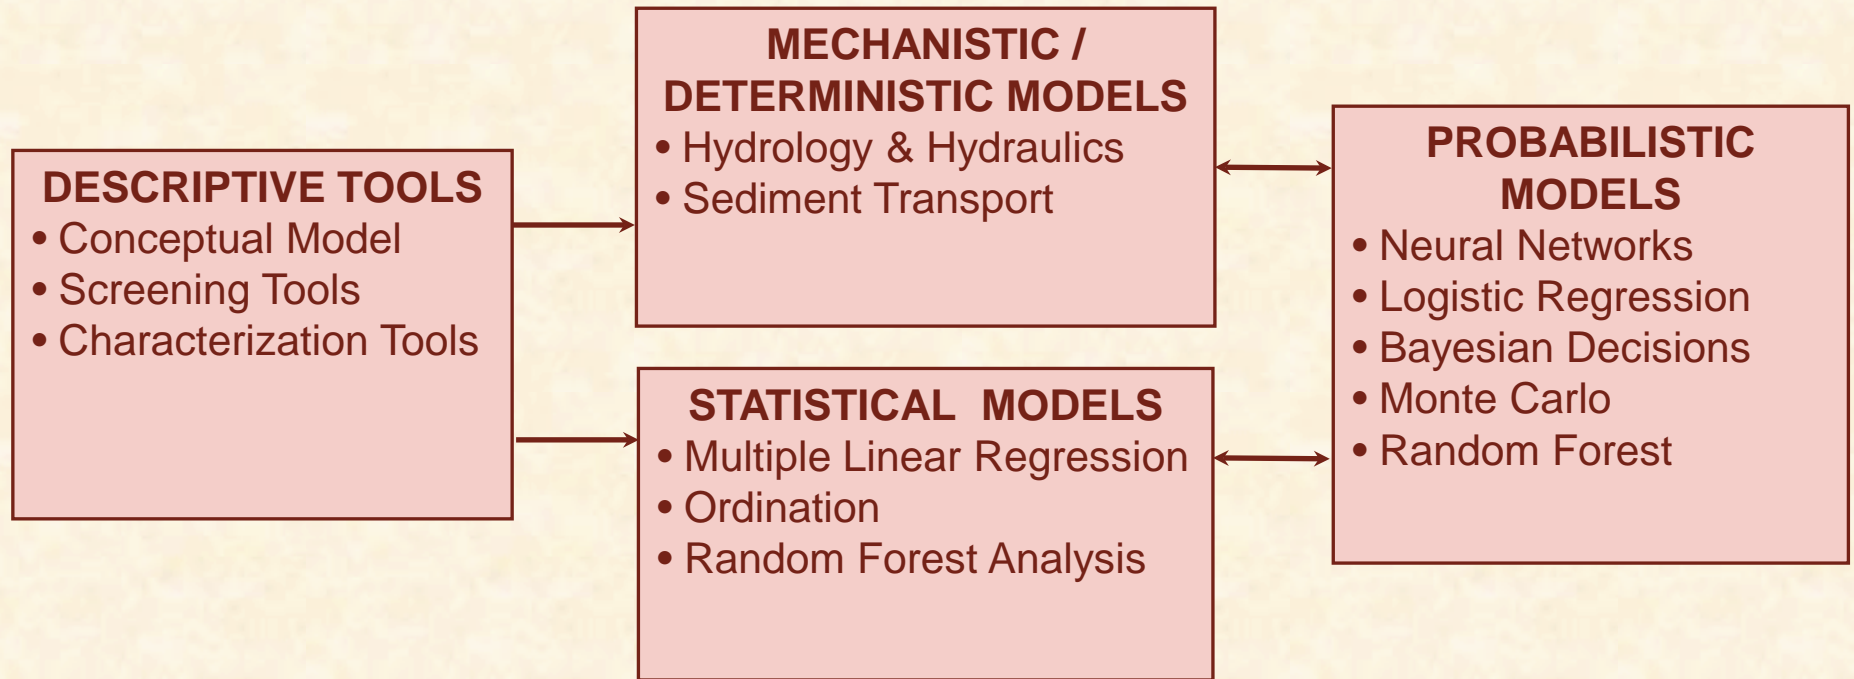 DESCRIPTIVE TOOLS
• Conceptual Model
• Screening Tools
• Characterization Tools
MECHANISTIC /
DETERMINISTIC MODELS
• Hydrology & Hydraulics
• Sediment Transport
STATISTICAL  MODELS
• Multiple Linear Regression
• Ordination
• Random Forest Analysis
PROBABILISTIC
MODELS
• Neural Networks
• Logistic Regression
• Bayesian Decisions
• Monte Carlo
• Random Forest